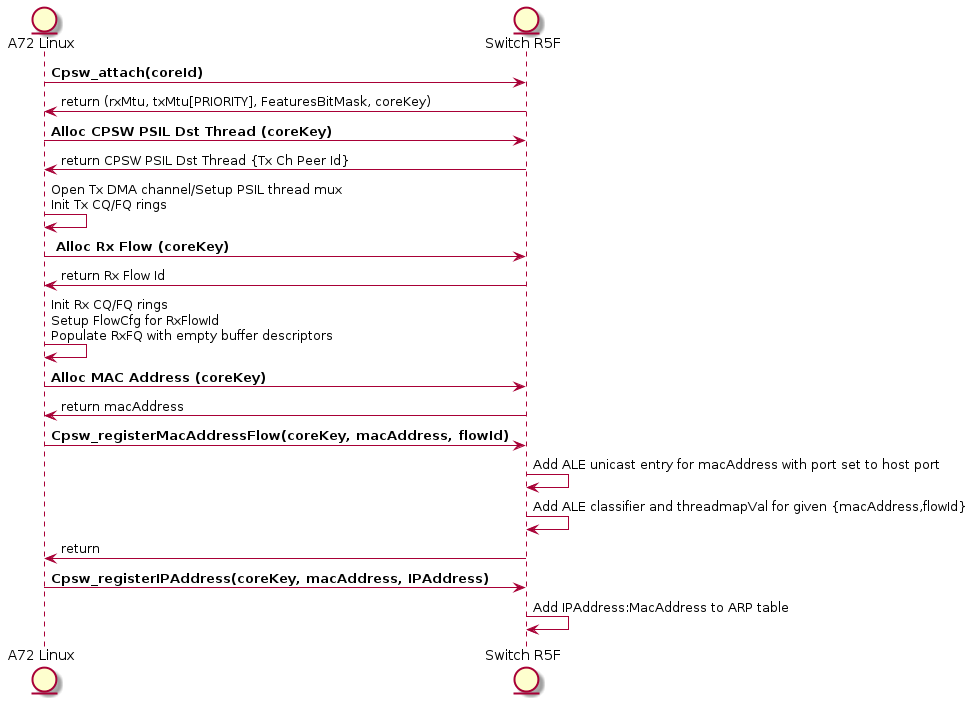 A72 Linux
Switch R5F
Cpsw_attach(coreId)
return (rxMtu, txMtu[PRIORITY], FeaturesBitMask, coreKey)
Alloc CPSW PSIL Dst Thread (coreKey)
return CPSW PSIL Dst Thread {Tx Ch Peer Id}
Open Tx DMA channel/Setup PSIL thread mux
Init Tx CQ/FQ rings
Alloc Rx Flow (coreKey)
return Rx Flow Id
Init Rx CQ/FQ rings
Setup FlowCfg for RxFlowId
Populate RxFQ with empty buffer descriptors
Alloc MAC Address (coreKey)
return macAddress
Cpsw_registerMacAddressFlow(coreKey, macAddress, flowId)
Add ALE unicast entry for macAddress with port set to host port
Add ALE classifier and threadmapVal for given {macAddress,flowId}
return
Cpsw_registerIPAddress(coreKey, macAddress, IPAddress)
Add IPAddress:MacAddress to ARP table
A72 Linux
Switch R5F